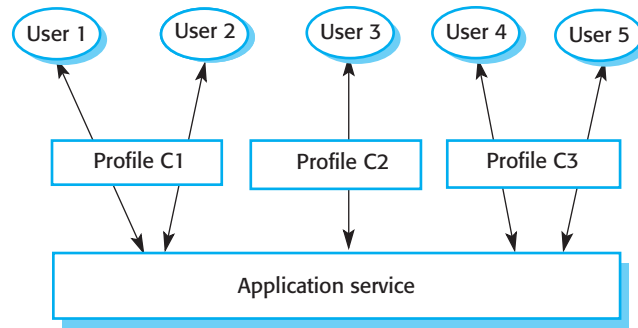 User 1
User 2
User 3
User 4
User 5
Profile C1
Profile C2
Profile C3
Application service